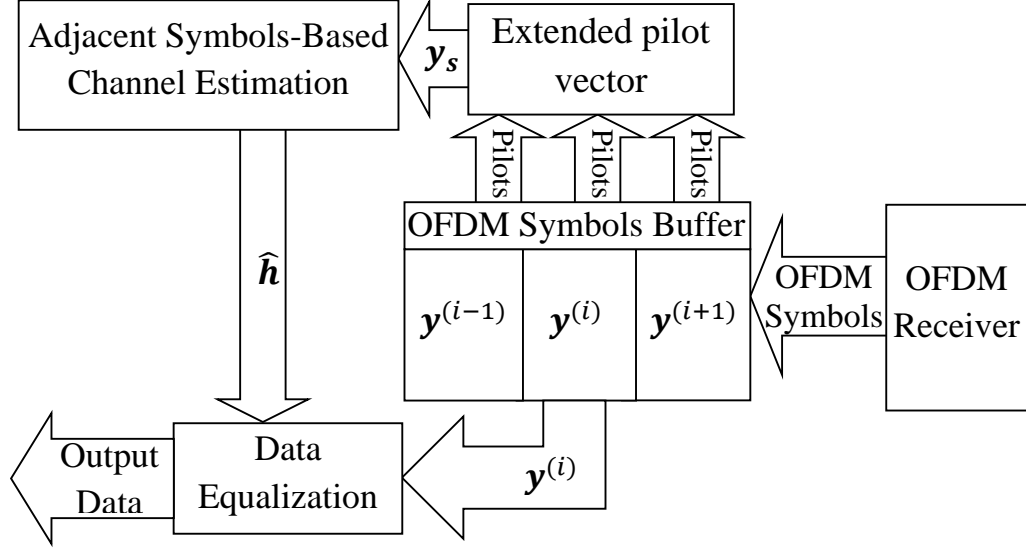 Adjacent Symbols-Based
Channel Estimation
y_s
Extended pilot
vector
Pilots
Pilots
Pilots
OFDM Symbols Buffer
y^{(i-1)}
y^{(i)}
y^{(i+1)}
OFDM
Symbols
OFDM
Receiver
ĥ
Output
Data
Data
Equalization
y^{(i)}